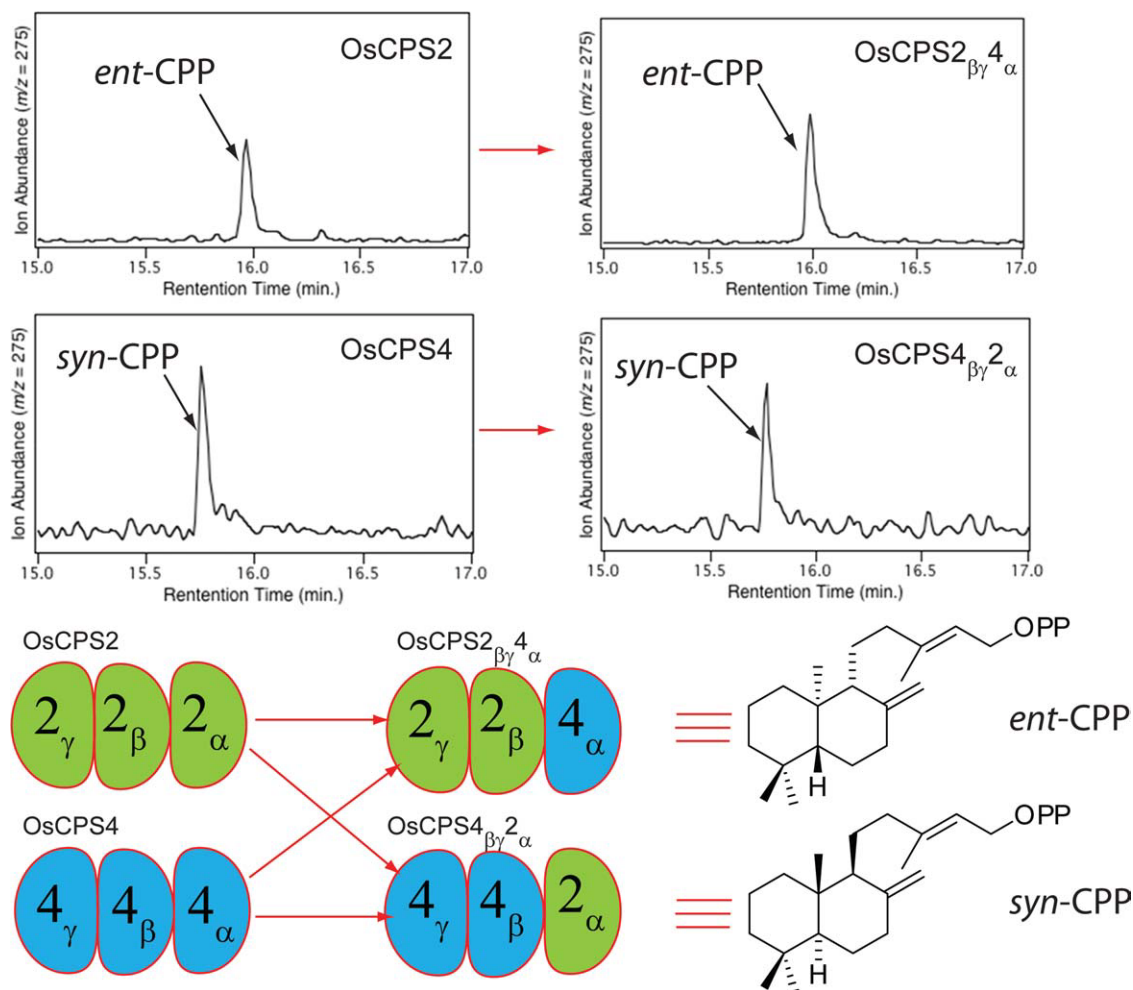 Ion Abundance (m/z = 275)
OsCPS2
ent-CPP
15.0 15.5 16.0 16.5 17.0
Rentention Time (min.)
Ion Abundance (m/z = 275)
OsCPS2βγ4α
ent-CPP
15.0 15.5 16.0 16.5 17.0
Rentention Time (min.)
Ion Abundance (m/z = 275)
OsCPS4
syn-CPP
15.0 15.5 16.0 16.5 17.0
Rentention Time (min.)
Ion Abundance (m/z = 275)
OsCPS4βγ2α
syn-CPP
15.0 15.5 16.0 16.5 17.0
Rentention Time (min.)
OsCPS2
2γ 2β 2α
OsCPS2βγ4α
2γ 2β 4α
OPP
H
ent-CPP
OsCPS4
4γ 4β 4α
OsCPS4βγ2α
4γ 4β 2α
OPP
H
syn-CPP